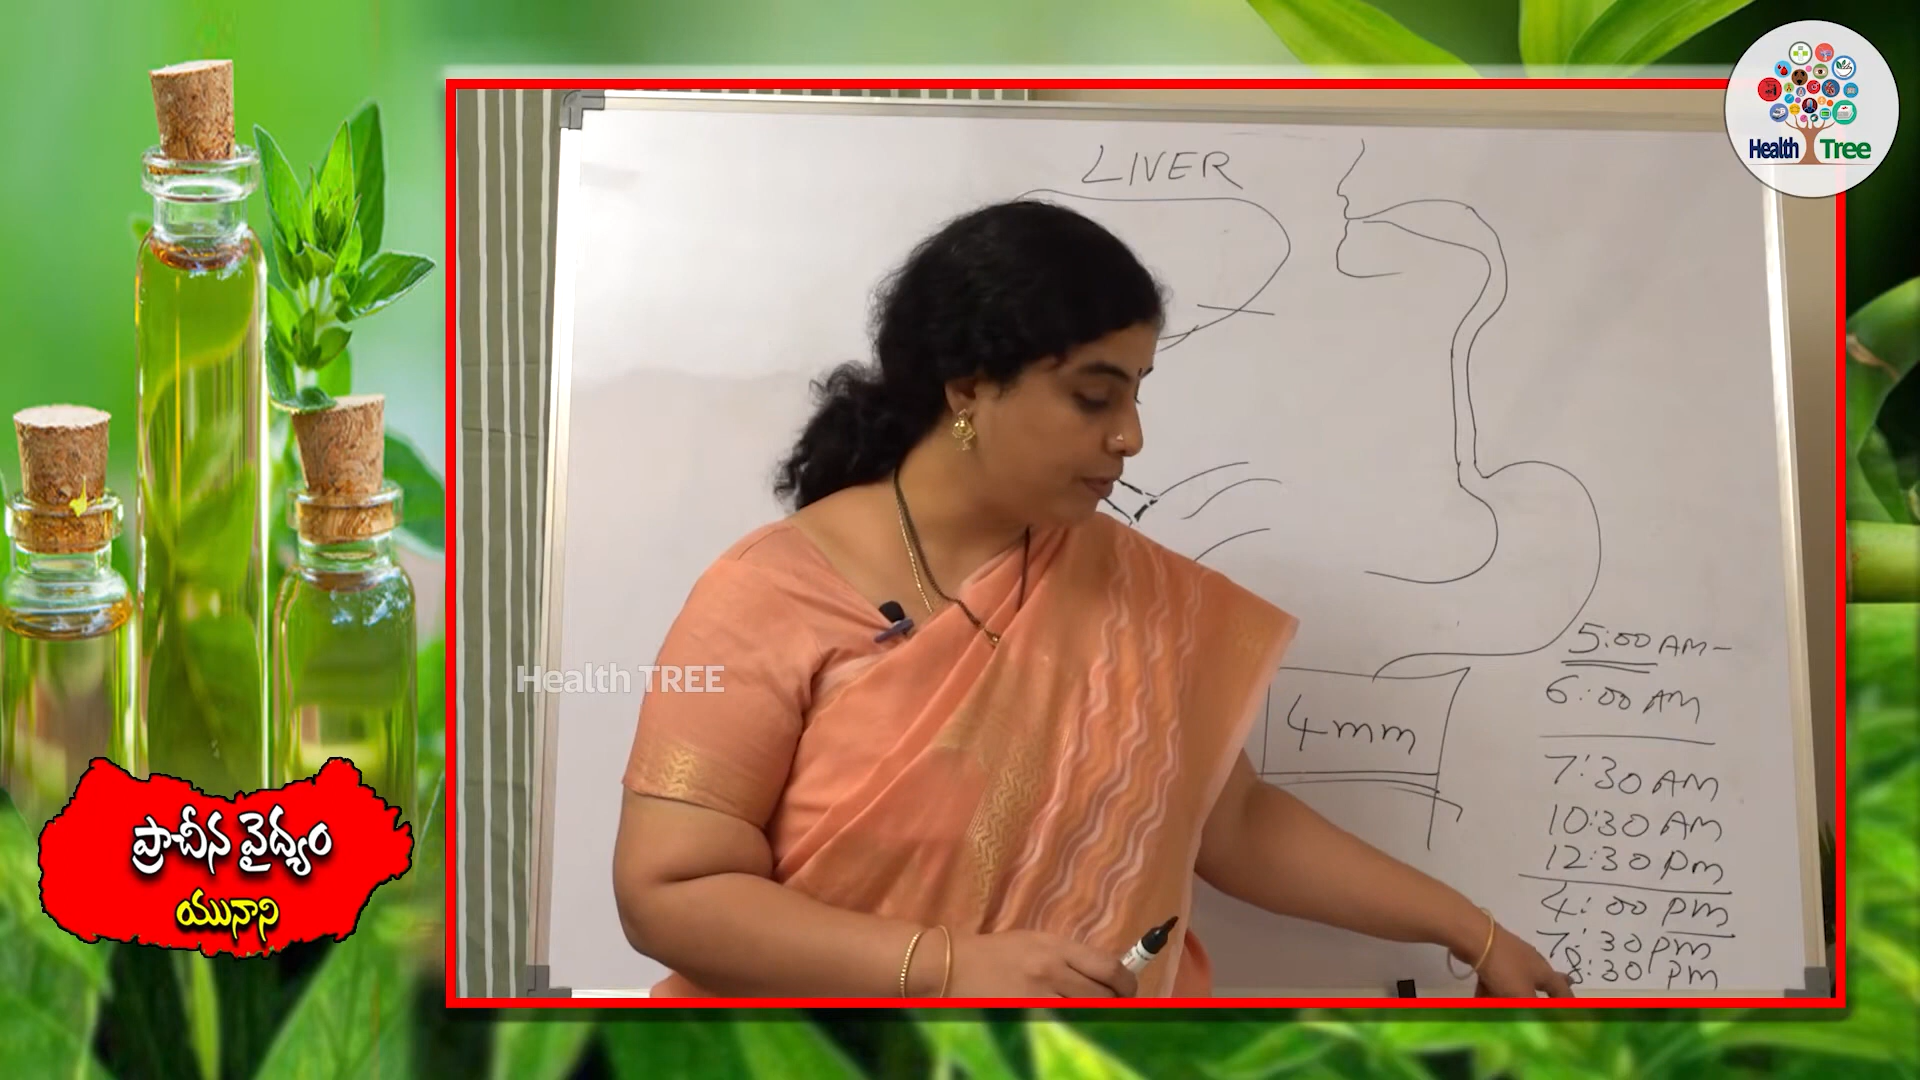 Health Tree
LIVER
5:00 AM-
6:00 AM
4mm
7:30 AM
10:30 AM
12:30 pm
4:00 pm
7:30 pm
8:30 pm
Health TREE
ప్రాచీన వైద్యం
యునాని